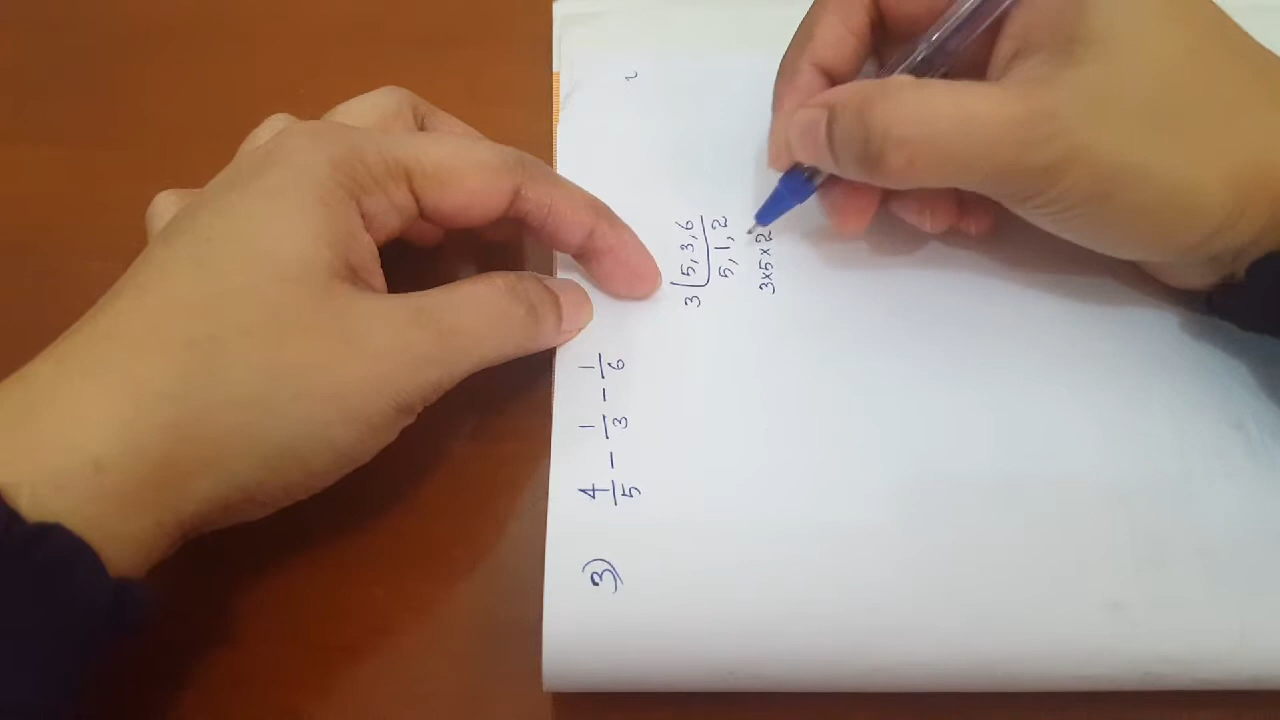 3) 4/5 - 1/3 - 1/6
3 | 5, 3, 6
5, 1, 2
3x5x2